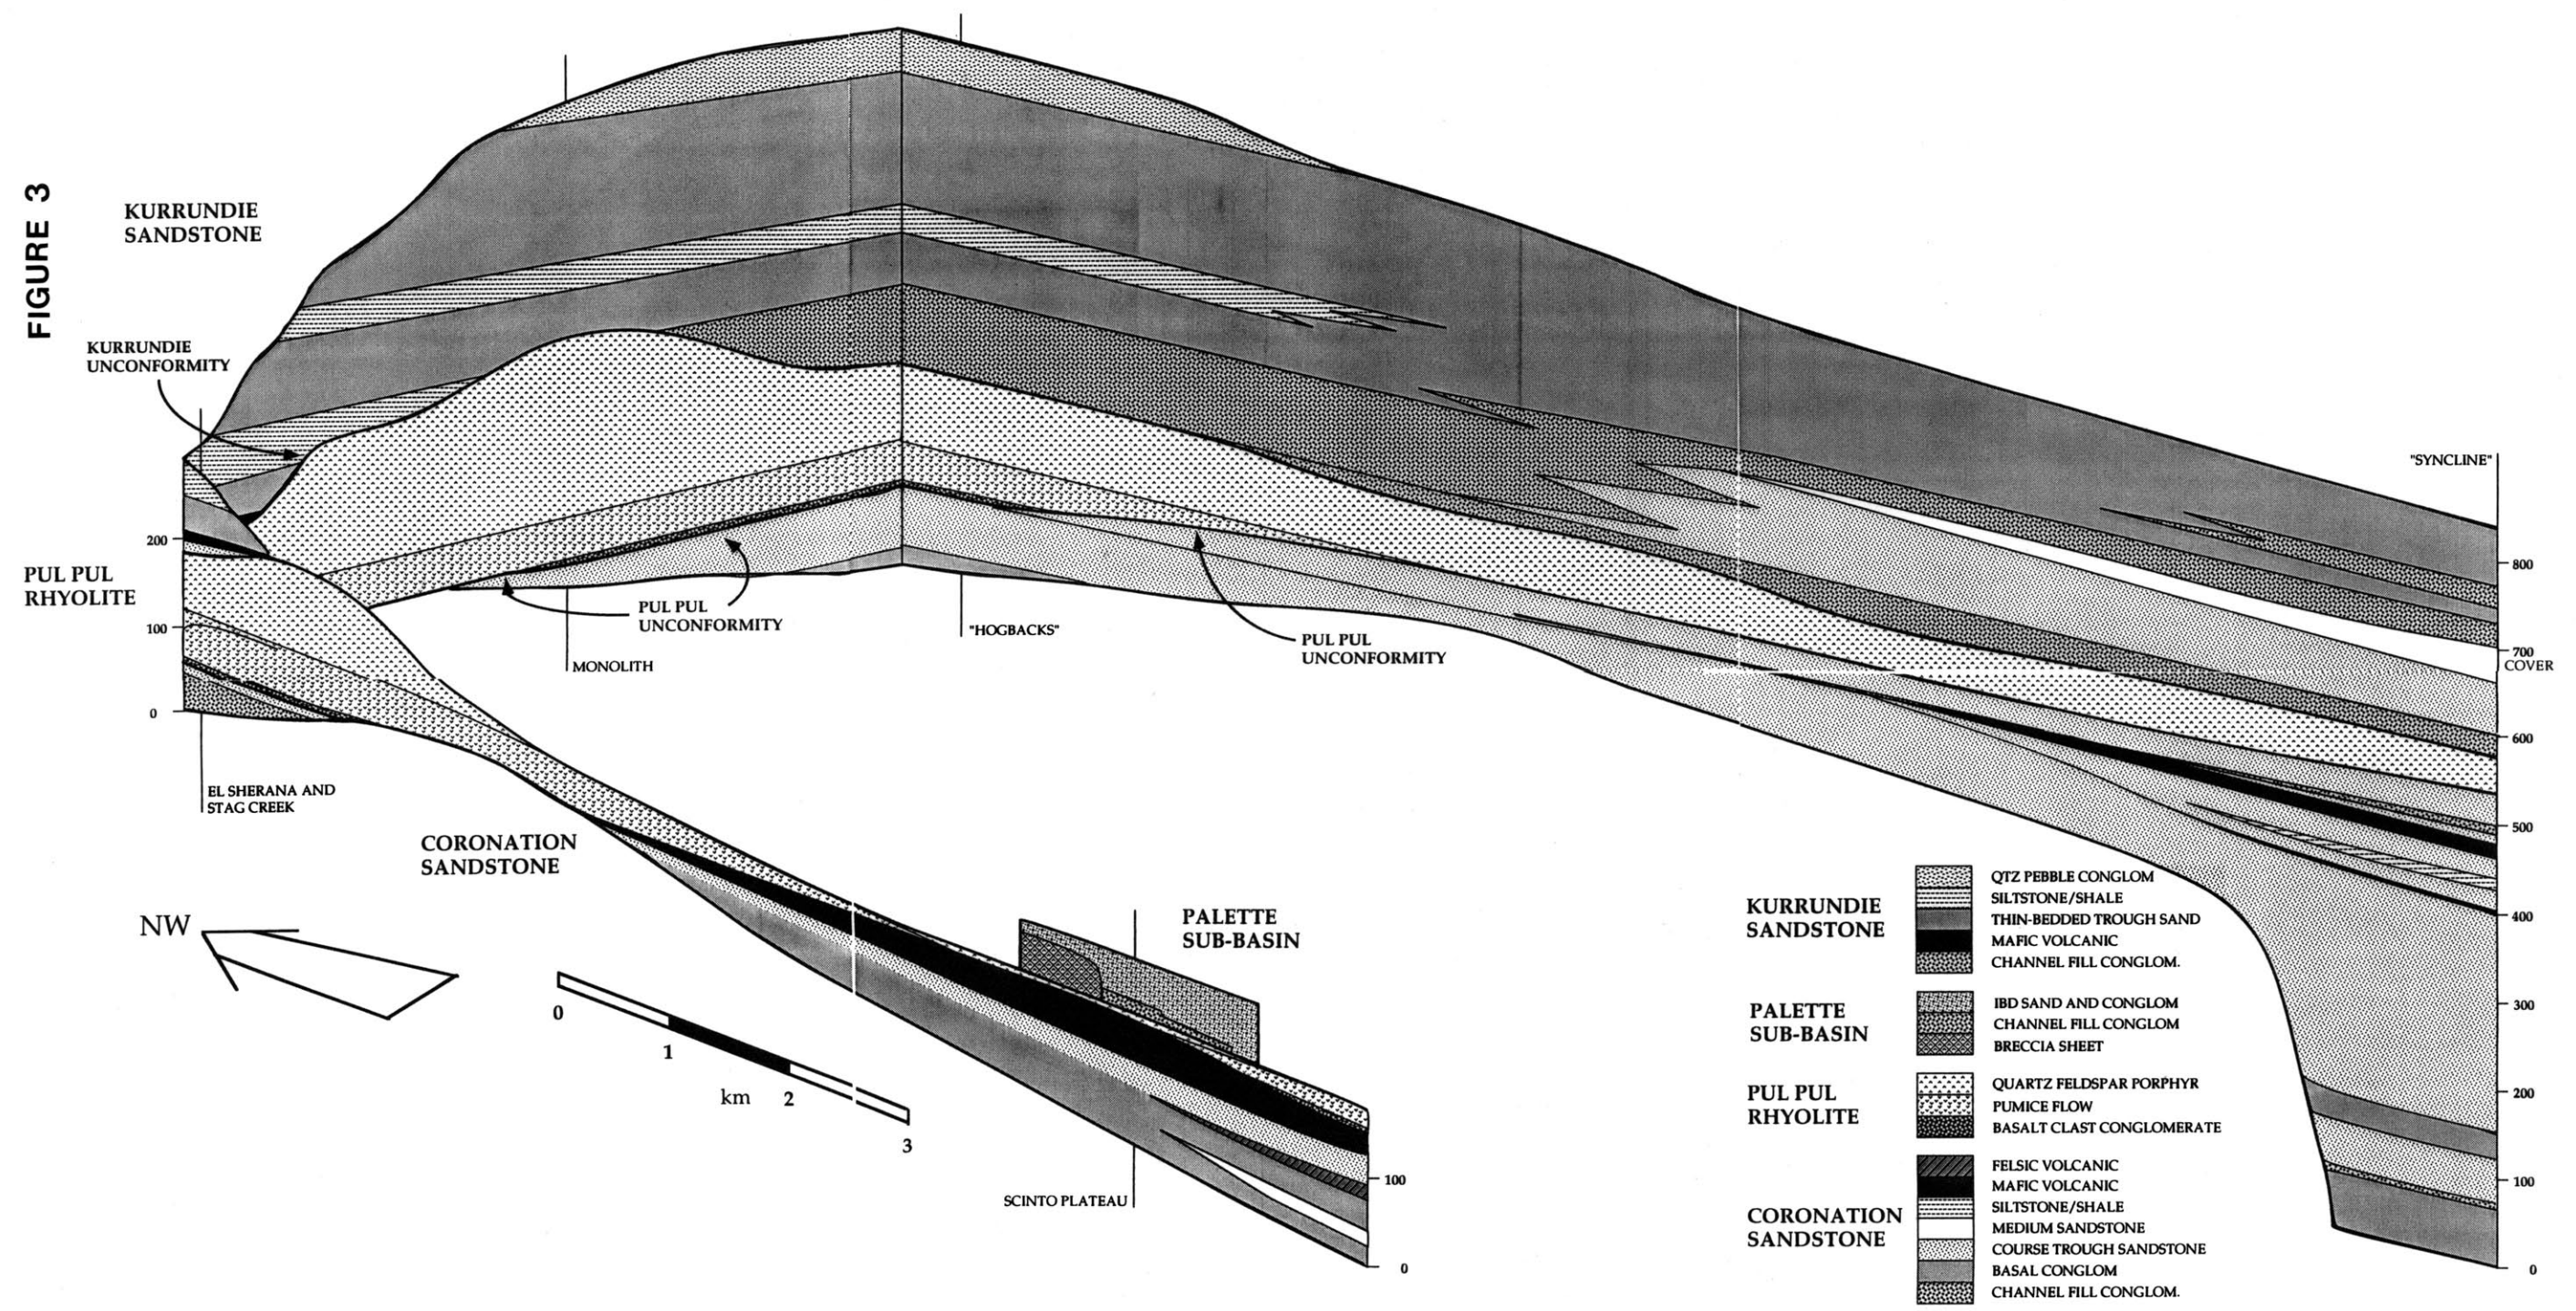 FIGURE 3
KURRUNDIE
SANDSTONE
KURRUNDIE
UNCONFORMITY
200
PUL PUL
RHYOLITE
100
0
PUL PUL
UNCONFORMITY
MONOLITH
"HOGBACKS"
PUL PUL
UNCONFORMITY
"SYNCLINE"
800
700
COVER
600
500
400
300
200
100
0
EL SHERANA AND
STAG CREEK
CORONATION
SANDSTONE
NW
0
1
km 2
3
PALETTE
SUB-BASIN
SCINTO PLATEAU
100
0
KURRUNDIE
SANDSTONE
QTZ PEBBLE CONGLOM
SILTSTONE/SHALE
THIN-BEDDED TROUGH SAND
MAFIC VOLCANIC
CHANNEL FILL CONGLOM.
PALETTE
SUB-BASIN
IBD SAND AND CONGLOM
CHANNEL FILL CONGLOM
BRECCIA SHEET
PUL PUL
RHYOLITE
QUARTZ FELDSPAR PORPHYR
PUMICE FLOW
BASALT CLAST CONGLOMERATE
CORONATION
SANDSTONE
FELSIC VOLCANIC
MAFIC VOLCANIC
SILTSTONE/SHALE
MEDIUM SANDSTONE
COURSE TROUGH SANDSTONE
BASAL CONGLOM
CHANNEL FILL CONGLOM.